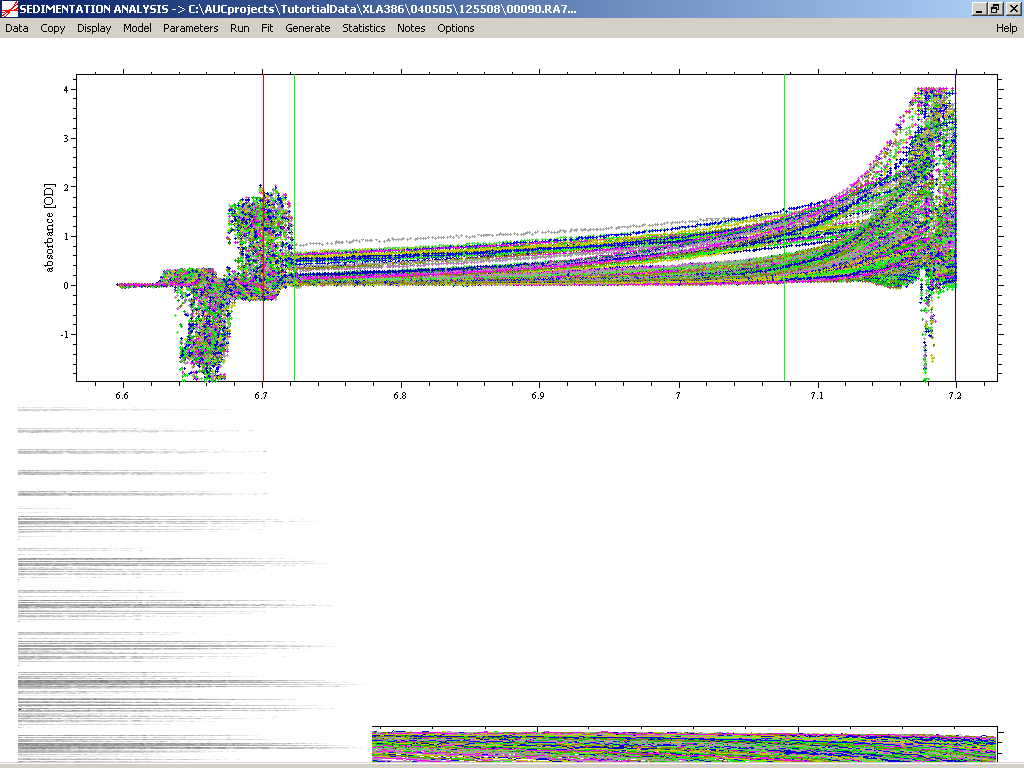 SEDIMENTATION ANALYSIS -> C:\AUCprojects\TutortialData\XLA386\040505\125508\00090.RA7...
Data Copy Display Model Parameters Run Fit Generate Statistics Notes Options Help
4
3
2
1
0
-1
absorbance [OD]
6.6 6.7 6.8 6.9 7 7.1 7.2